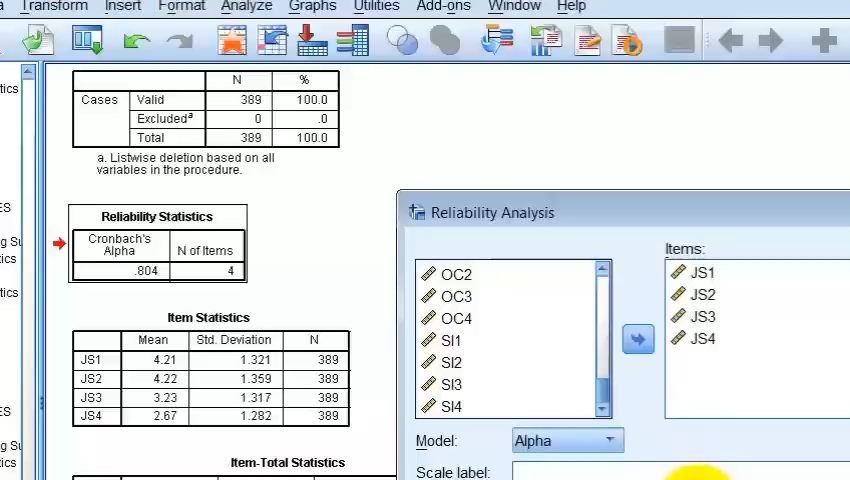 Transform Insert Format Analyze Graphs Utilities Add-ons Window Help
N %
Cases Valid 389 100.0
Excludedᵃ 0 .0
Total 389 100.0
a. Listwise deletion based on all
variables in the procedure.
Reliability Statistics
Cronbach's
Alpha N of Items
.804 4
Item Statistics
Mean Std. Deviation N
JS1 4.21 1.321 389
JS2 4.22 1.359 389
JS3 3.23 1.317 389
JS4 2.67 1.282 389
Item-Total Statistics
Reliability Analysis
Items:
OC2
OC3
OC4
SI1
SI2
SI3
SI4
JS1
JS2
JS3
JS4
Model: Alpha
Scale label: